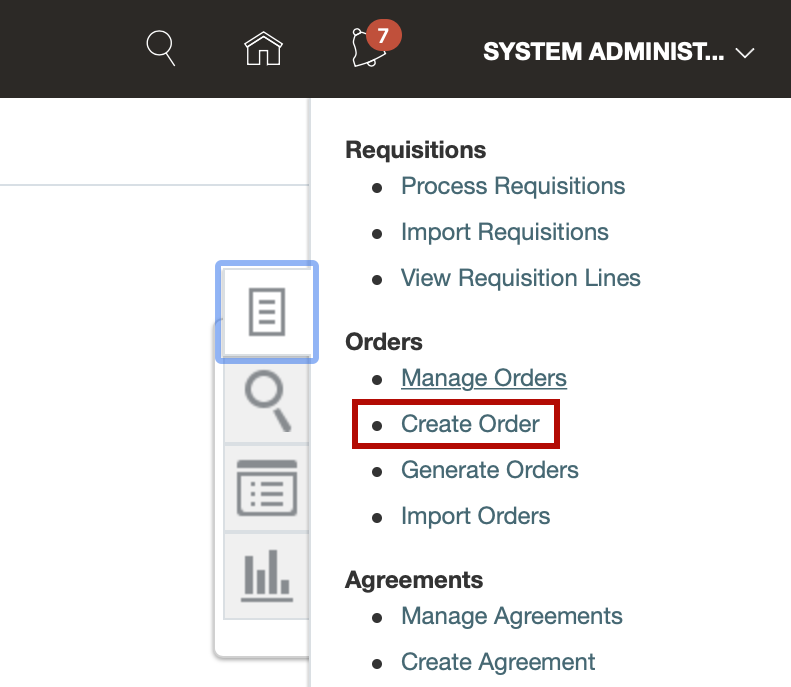 7
SYSTEM ADMINIST...
Requisitions
Process Requisitions
Import Requisitions
View Requisition Lines
Orders
Manage Orders
Create Order
Generate Orders
Import Orders
Agreements
Manage Agreements
Create Agreement